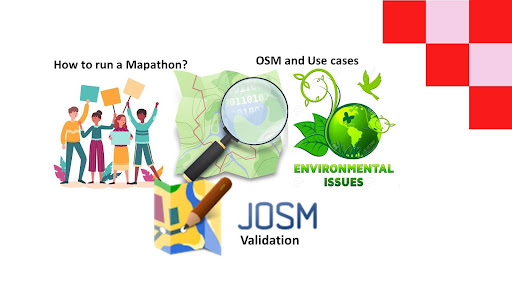 How to run a Mapathon?
OSM and Use cases
ENVIRONMENTAL
ISSUES
JOSM
Validation